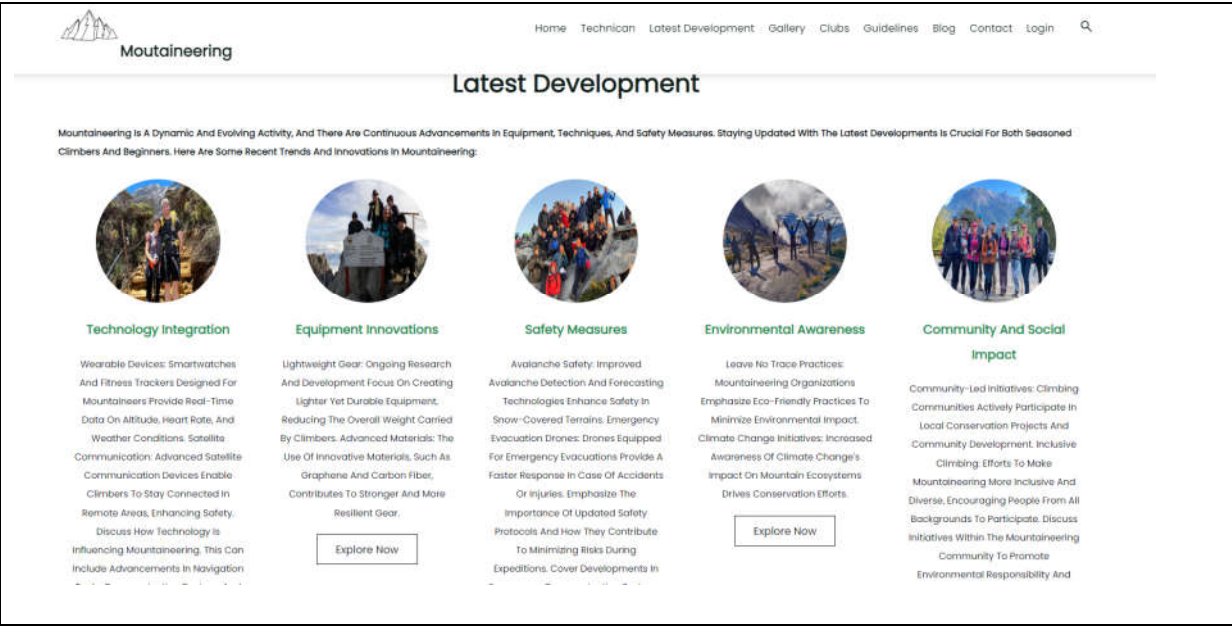 Home Technican Latest Development Gallery Clubs Guidelines Blog Contact Login
Moutaineering
Latest Development
Mountaineering Is A Dynamic And Evolving Activity, And There Are Continuous Advancements In Equipment, Techniques, And Safety Measures. Staying Updated With The Latest Developments Is Crucial For Both Seasoned
Climbers And Beginners. Here Are Some Recent Trends And Innovations In Mountaineering:
Technology Integration
Wearable Devices: Smartwatches
And Fitness Trackers Designed For
Mountaineers Provide Real-Time
Data On Altitude, Heart Rate, And
Weather Conditions. Satellite
Communication: Advanced Satellite
Communication Devices Enable
Climbers To Stay Connected In
Remote Areas, Enhancing Safety.
Discuss How Technology Is
Influencing Mountaineering. This Can
Include Advancements In Navigation
Equipment Innovations
Lightweight Gear: Ongoing Research
And Development Focus On Creating
Lighter Yet Durable Equipment,
Reducing The Overall Weight Carried
By Climbers. Advanced Materials: The
Use Of Innovative Materials, Such As
Graphene And Carbon Fiber,
Contributes To Stronger And More
Resilient Gear.
Explore Now
Safety Measures
Avalanche Safety: Improved
Avalanche Detection And Forecasting
Technologies Enhance Safety In
Snow-Covered Terrains. Emergency
Evacuation Drones: Drones Equipped
For Emergency Evacuations Provide A
Faster Response In Case Of Accidents
Or Injuries. Emphasize The
Importance Of Updated Safety
Protocols And How They Contribute
To Minimizing Risks During
Expeditions. Cover Developments In
Environmental Awareness
Leave No Trace Practices:
Mountaineering Organizations
Emphasize Eco-Friendly Practices To
Minimize Environmental Impact.
Climate Change Initiatives: Increased
Awareness Of Climate Change's
Impact On Mountain Ecosystems
Drives Conservation Efforts.
Explore Now
Community And Social
Impact
Community-Led Initiatives: Climbing
Communities Actively Participate In
Local Conservation Projects And
Community Development. Inclusive
Climbing: Efforts To Make
Mountaineering More Inclusive And
Diverse, Encouraging People From All
Backgrounds To Participate. Discuss
Initiatives Within The Mountaineering
Community To Promote
Environmental Responsibility And